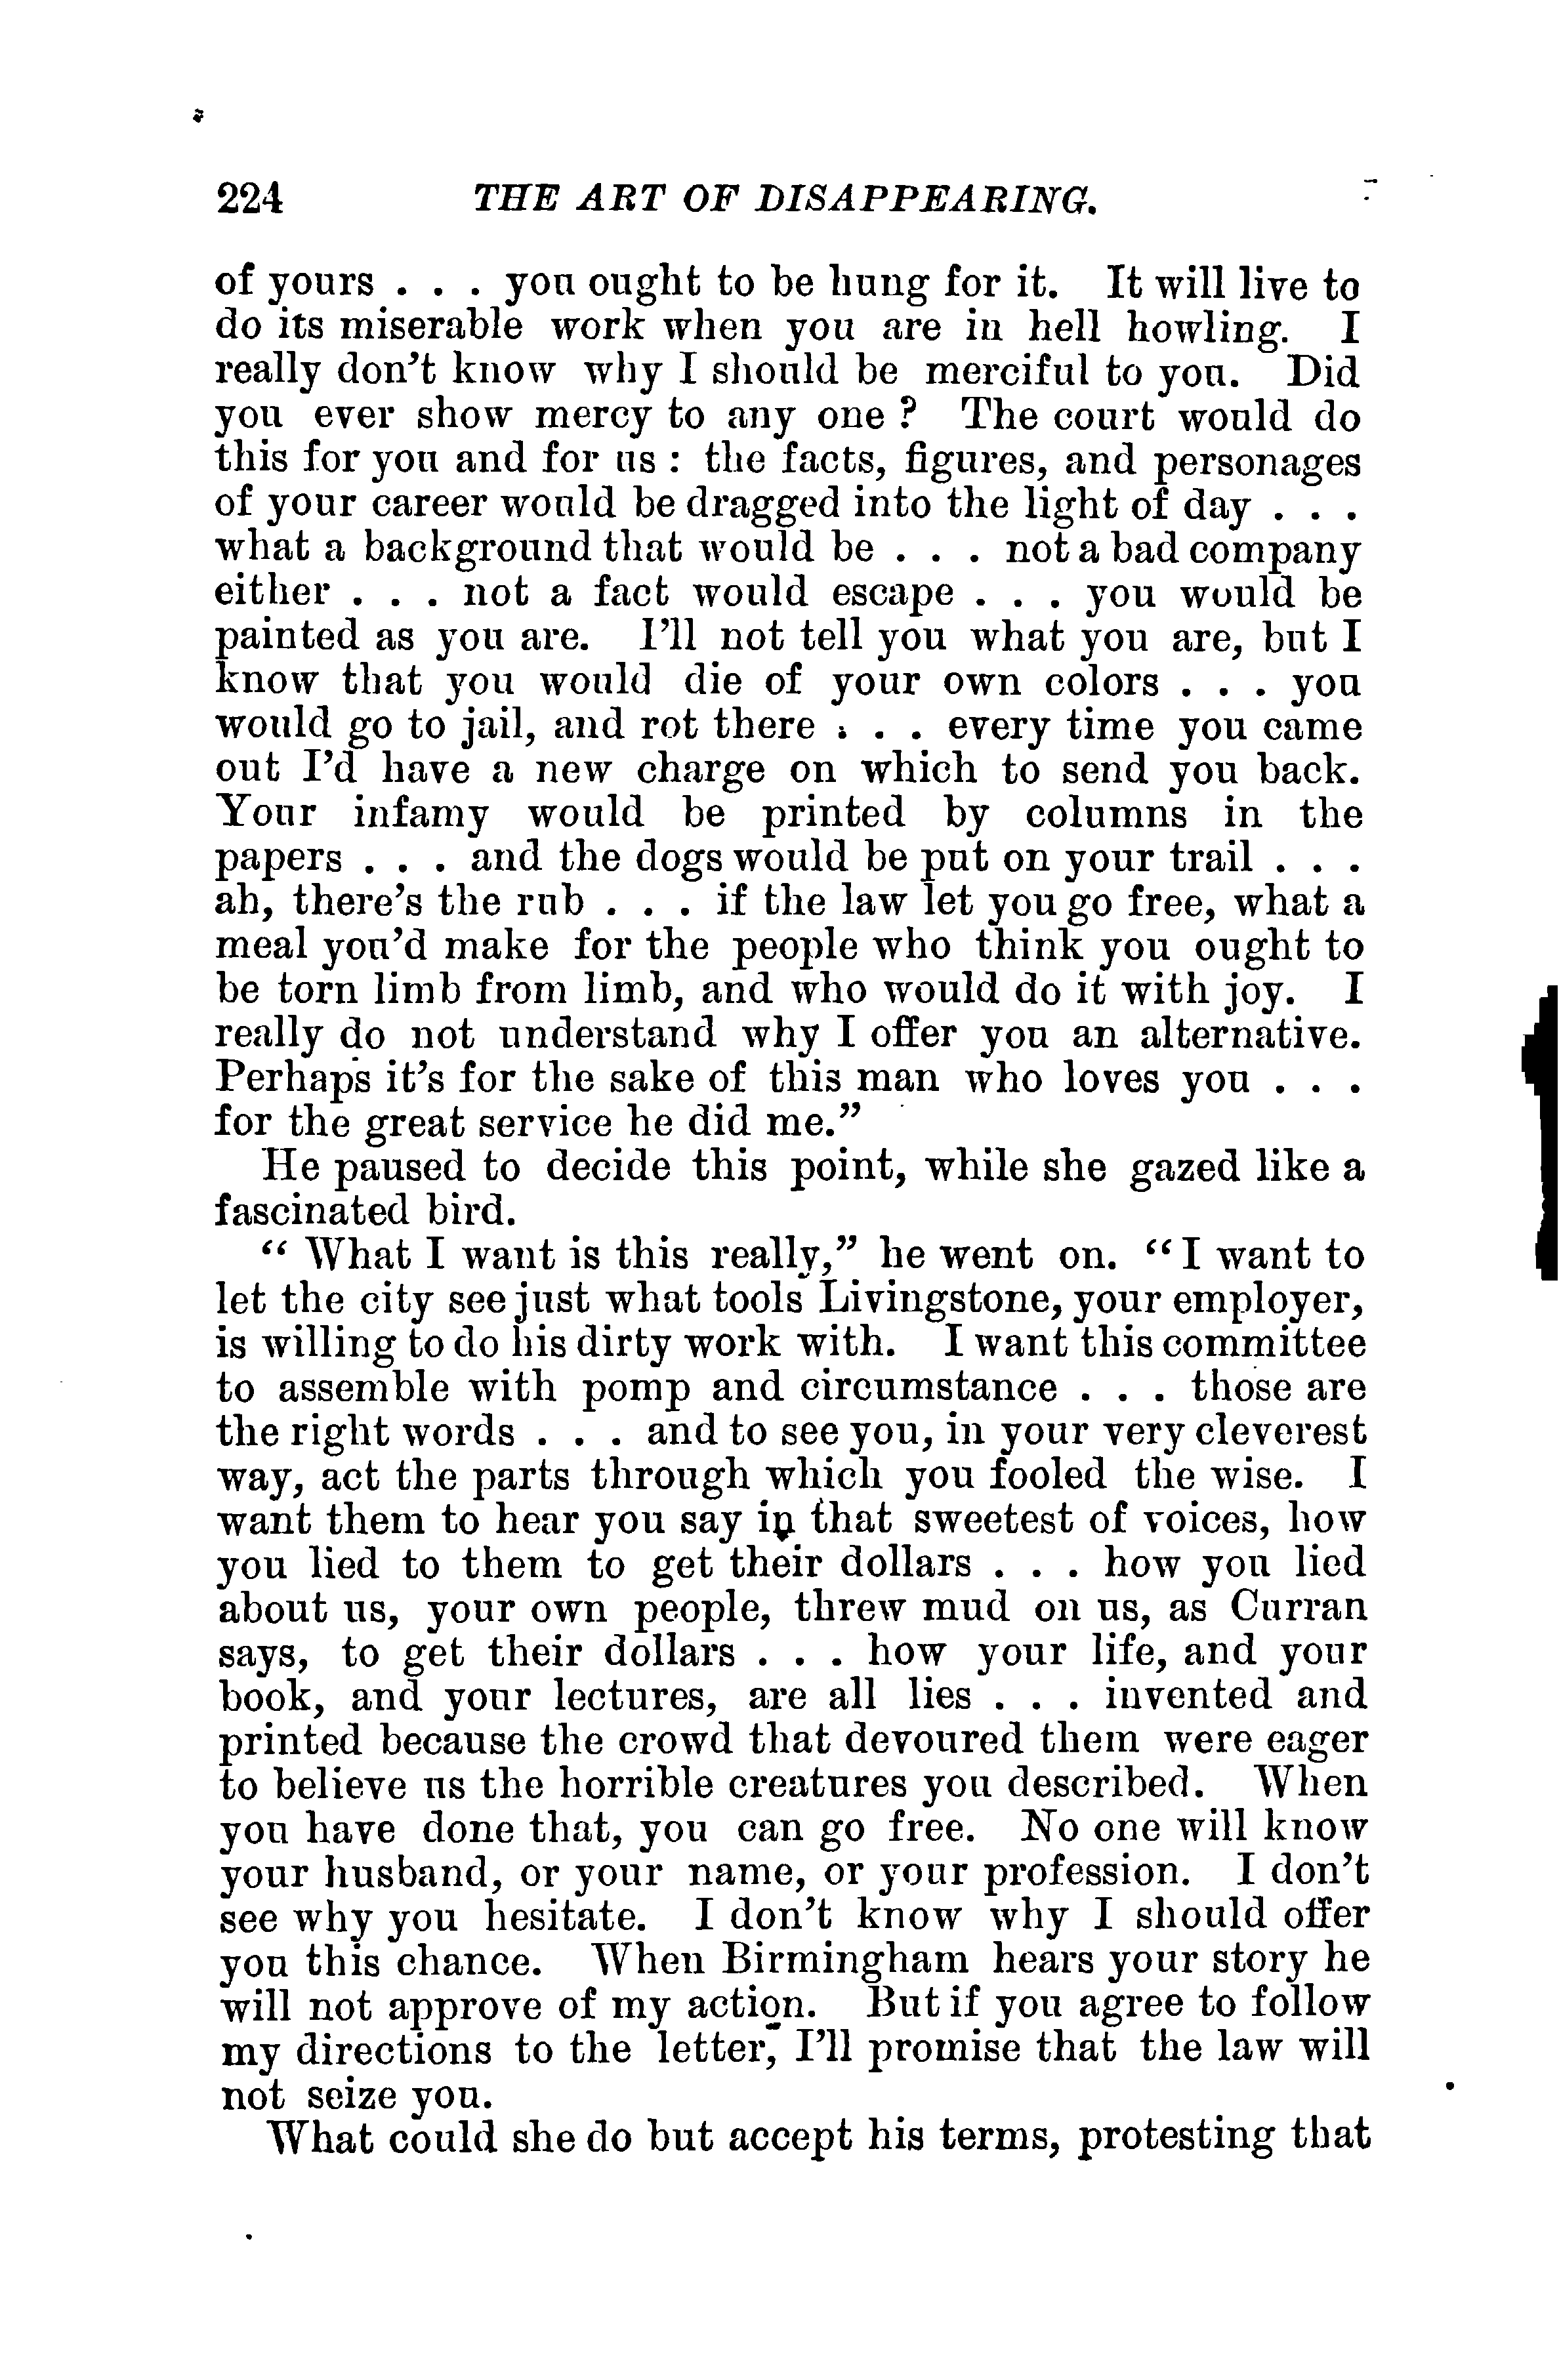 224 THE ART OF DISAPPEARING.
of yours . . . you ought to be hung for it. It will live to
do its miserable work when you are in hell howling. I
really don't know why I should be merciful to you. Did
you ever show mercy to any one ? The court would do
this for you and for us : the facts, figures, and personages
of your career would be dragged into the light of day . . .
what a background that would be . . . not a bad company
either . . . not a fact would escape . . . you would be
painted as you are. I'll not tell you what you are, but I
know that you would die of your own colors . . . you
would go to jail, and rot there . . . every time you came
out I'd have a new charge on which to send you back.
Your infamy would be printed by columns in the
papers . . . and the dogs would be put on your trail . . .
ah, there's the rub . . . if the law let you go free, what a
meal you'd make for the people who think you ought to
be torn limb from limb, and who would do it with joy. I
really do not understand why I offer you an alternative.
Perhaps it's for the sake of this man who loves you . . .
for the great service he did me.”
He paused to decide this point, while she gazed like a
fascinated bird.
“ What I want is this really,” he went on. “ I want to
let the city see just what tools Livingstone, your employer,
is willing to do his dirty work with. I want this committee
to assemble with pomp and circumstance . . . those are
the right words . . . and to see you, in your very cleverest
way, act the parts through which you fooled the wise. I
want them to hear you say in that sweetest of voices, how
you lied to them to get their dollars . . . how you lied
about us, your own people, threw mud on us, as Curran
says, to get their dollars . . . how your life, and your
book, and your lectures, are all lies . . . invented and
printed because the crowd that devoured them were eager
to believe us the horrible creatures you described. When
you have done that, you can go free. No one will know
your husband, or your name, or your profession. I don't
see why you hesitate. I don't know why I should offer
you this chance. When Birmingham hears your story he
will not approve of my action. But if you agree to follow
my directions to the letter, I'll promise that the law will
not seize you.
What could she do but accept his terms, protesting that